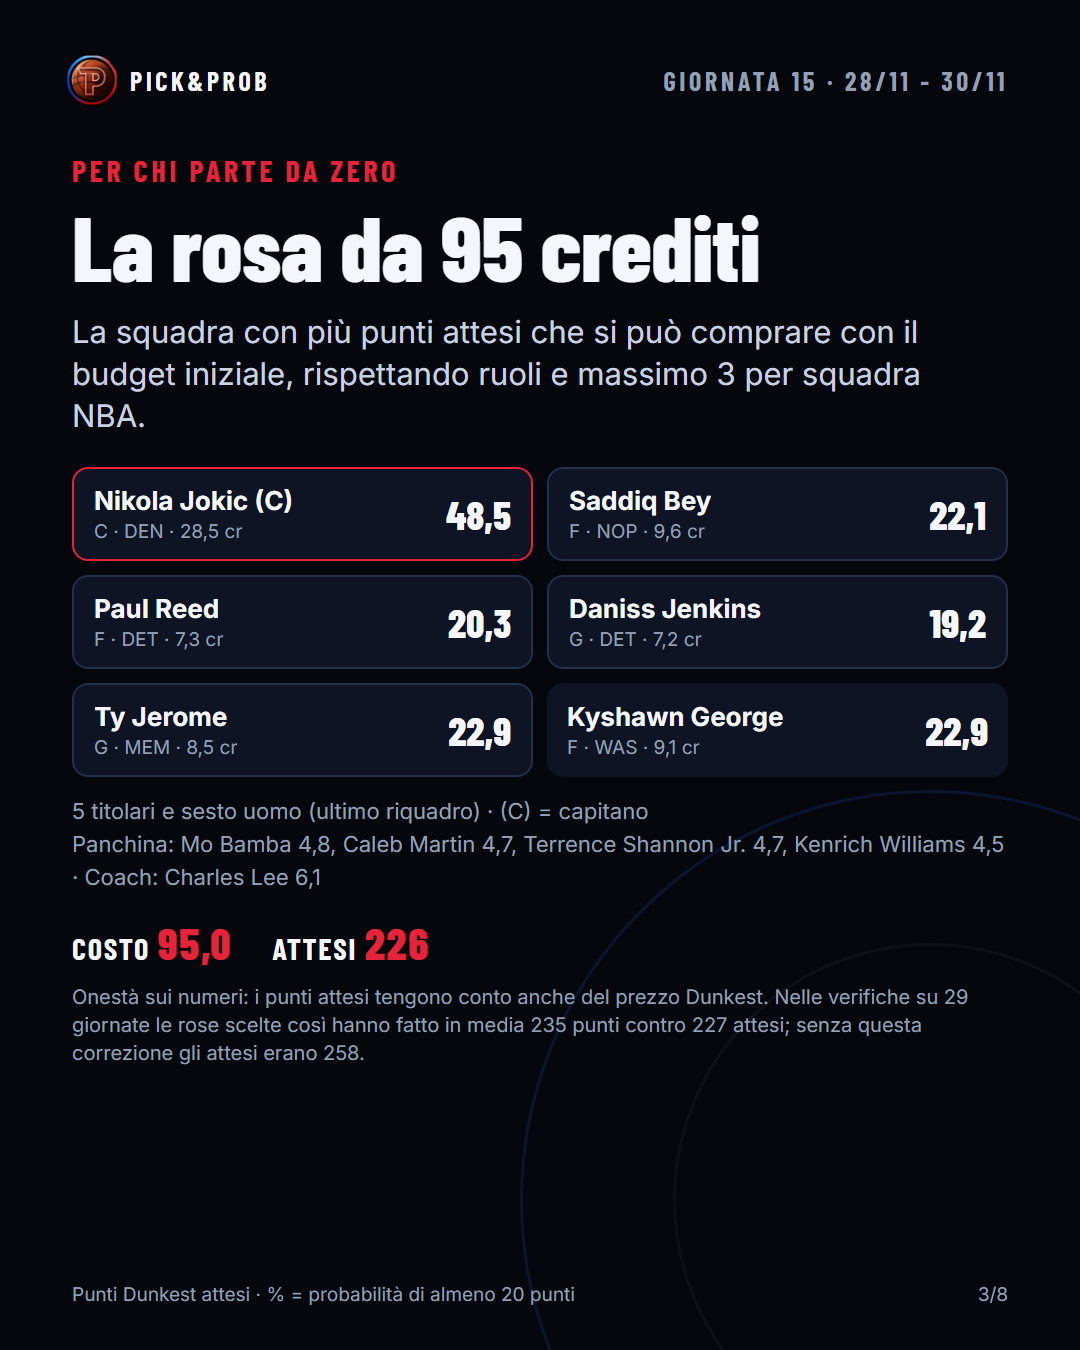 PICK&PROB
GIORNATA 15 · 28/11 - 30/11
PER CHI PARTE DA ZERO
La rosa da 95 crediti
La squadra con più punti attesi che si può comprare con il
budget iniziale, rispettando ruoli e massimo 3 per squadra
NBA.
Nikola Jokic (C)
C · DEN · 28,5 cr
48,5
Saddiq Bey
F · NOP · 9,6 cr
22,1
Paul Reed
F · DET · 7,3 cr
20,3
Daniss Jenkins
G · DET · 7,2 cr
19,2
Ty Jerome
G · MEM · 8,5 cr
22,9
Kyshawn George
F · WAS · 9,1 cr
22,9
5 titolari e sesto uomo (ultimo riquadro) · (C) = capitano
Panchina: Mo Bamba 4,8, Caleb Martin 4,7, Terrence Shannon Jr. 4,7, Kenrich Williams 4,5
· Coach: Charles Lee 6,1
COSTO 95,0 ATTESI 226
Onestà sui numeri: i punti attesi tengono conto anche del prezzo Dunkest. Nelle verifiche su 29
giornate le rose scelte così hanno fatto in media 235 punti contro 227 attesi; senza questa
correzione gli attesi erano 258.
Punti Dunkest attesi · % = probabilità di almeno 20 punti
3/8